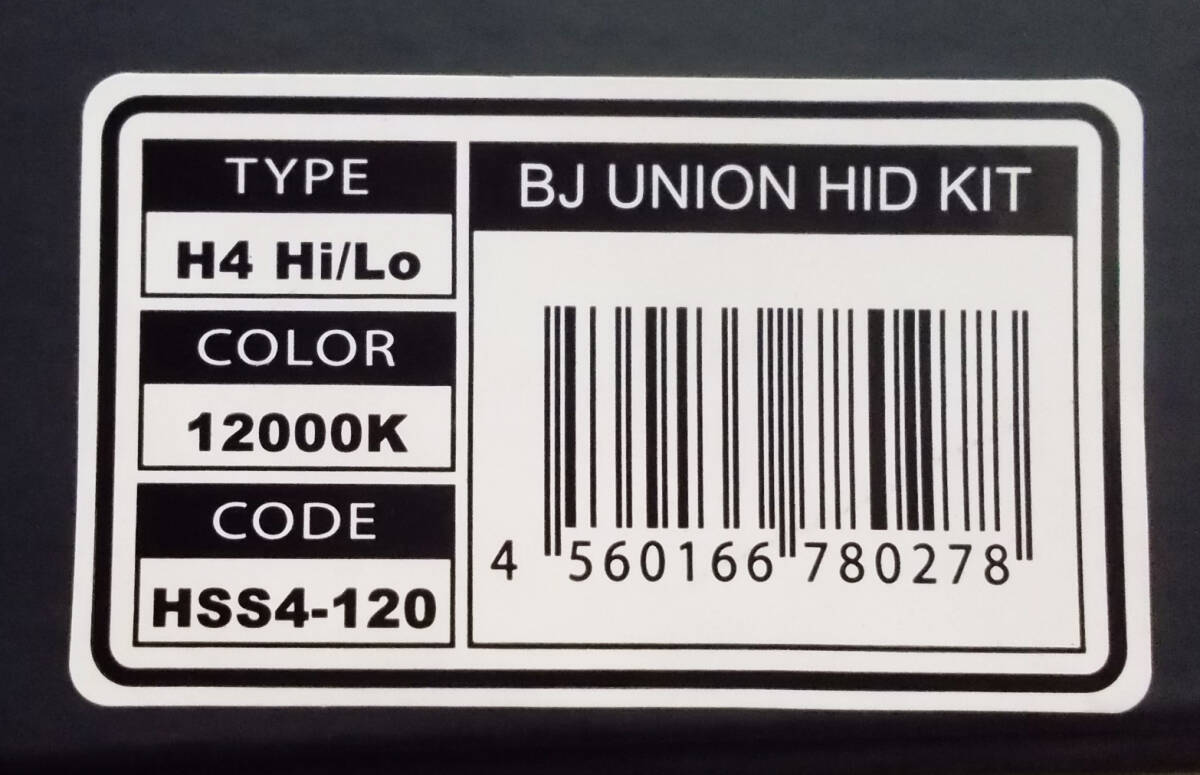 TYPE
H4 Hi/Lo
COLOR
12000K
CODE
HSS4-120
BJ UNION HID KIT
4 560166 780278